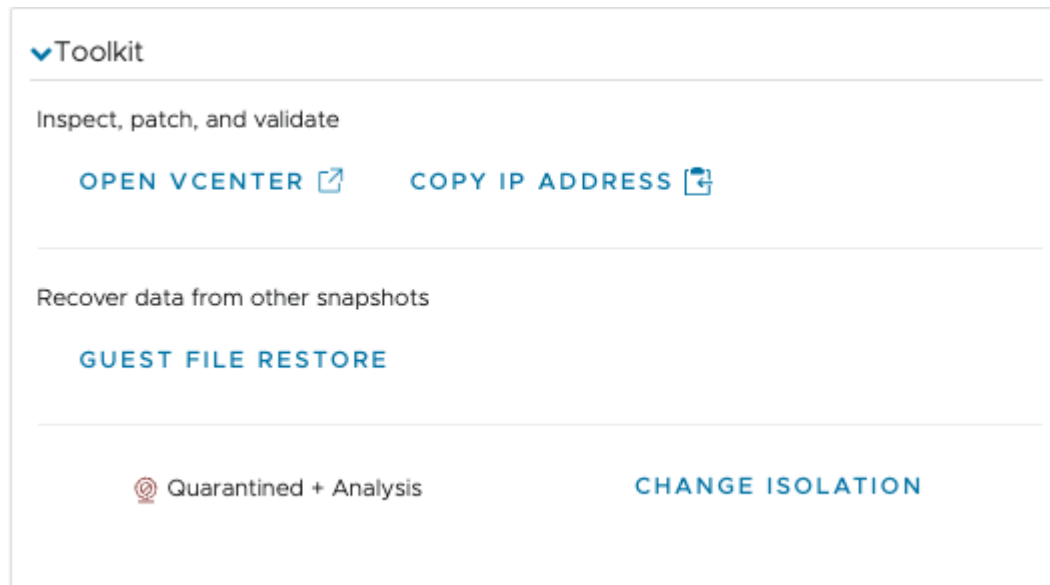 Toolkit
Inspect, patch, and validate
OPEN VCENTER COPY IP ADDRESS
Recover data from other snapshots
GUEST FILE RESTORE
Quarantined + Analysis CHANGE ISOLATION